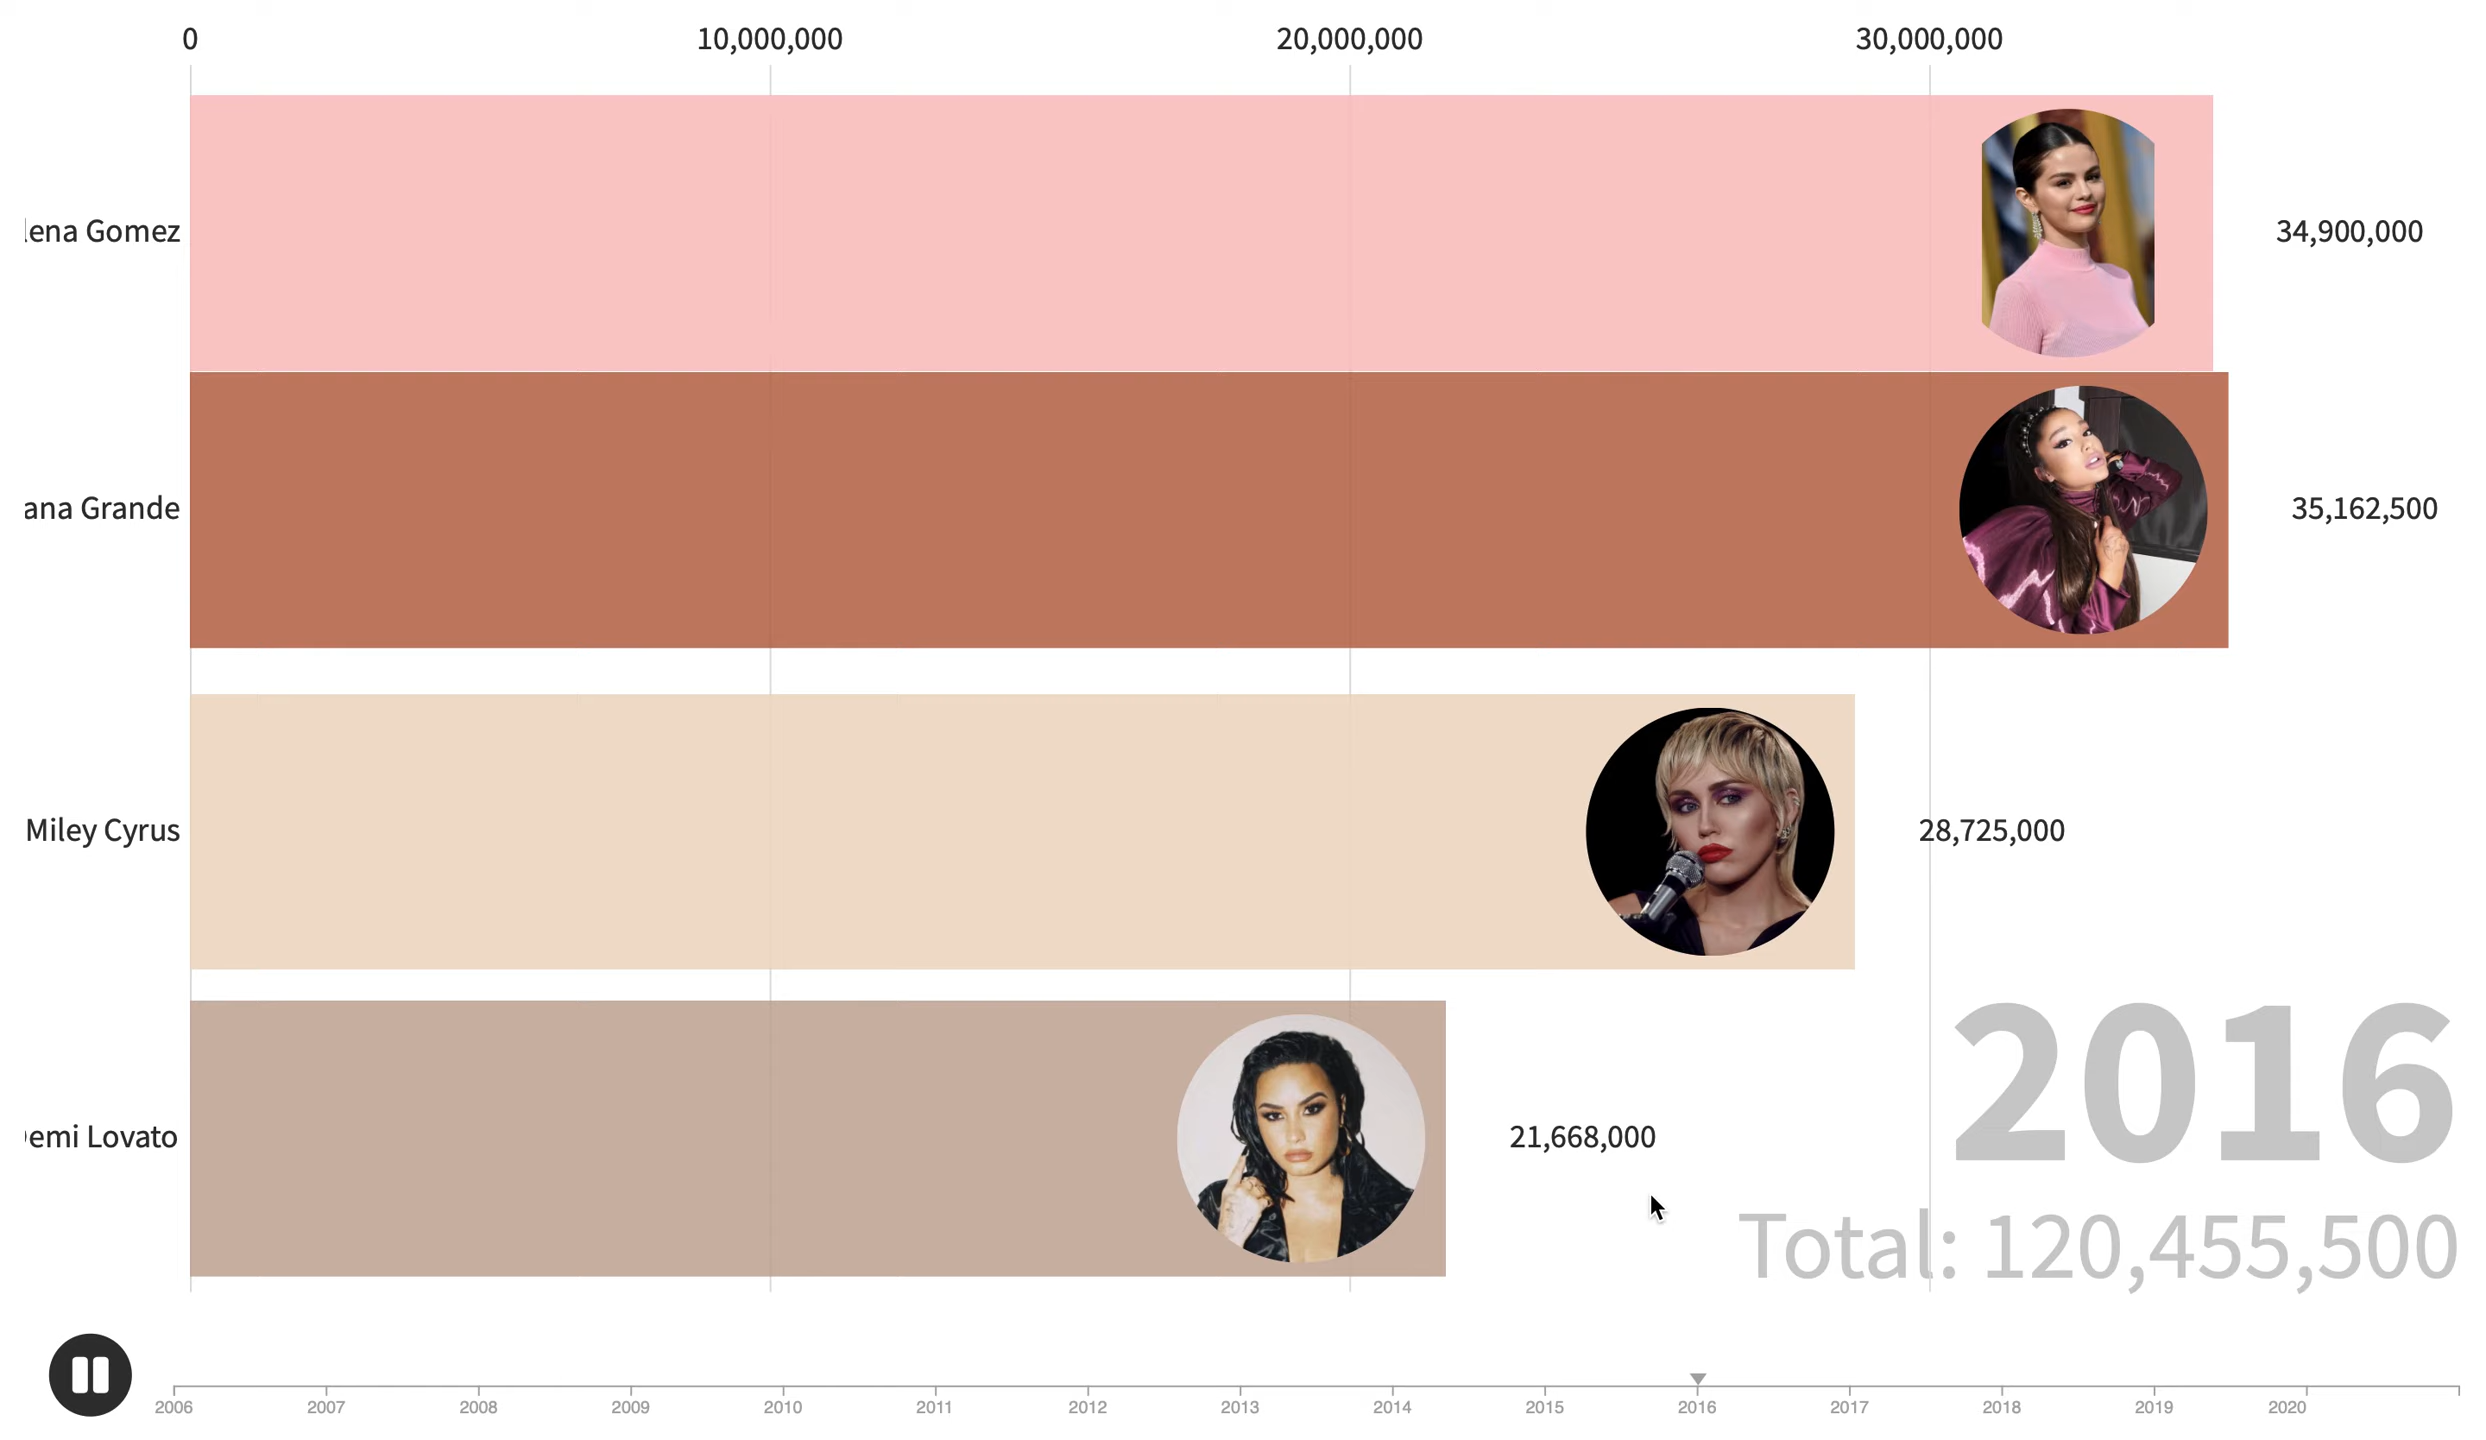 0 10,000,000 20,000,000 30,000,000
lena Gomez 34,900,000
ana Grande 35,162,500
Miley Cyrus 28,725,000
emi Lovato 21,668,000
2016
Total: 120,455,500
2006 2007 2008 2009 2010 2011 2012 2013 2014 2015 2016 2017 2018 2019 2020